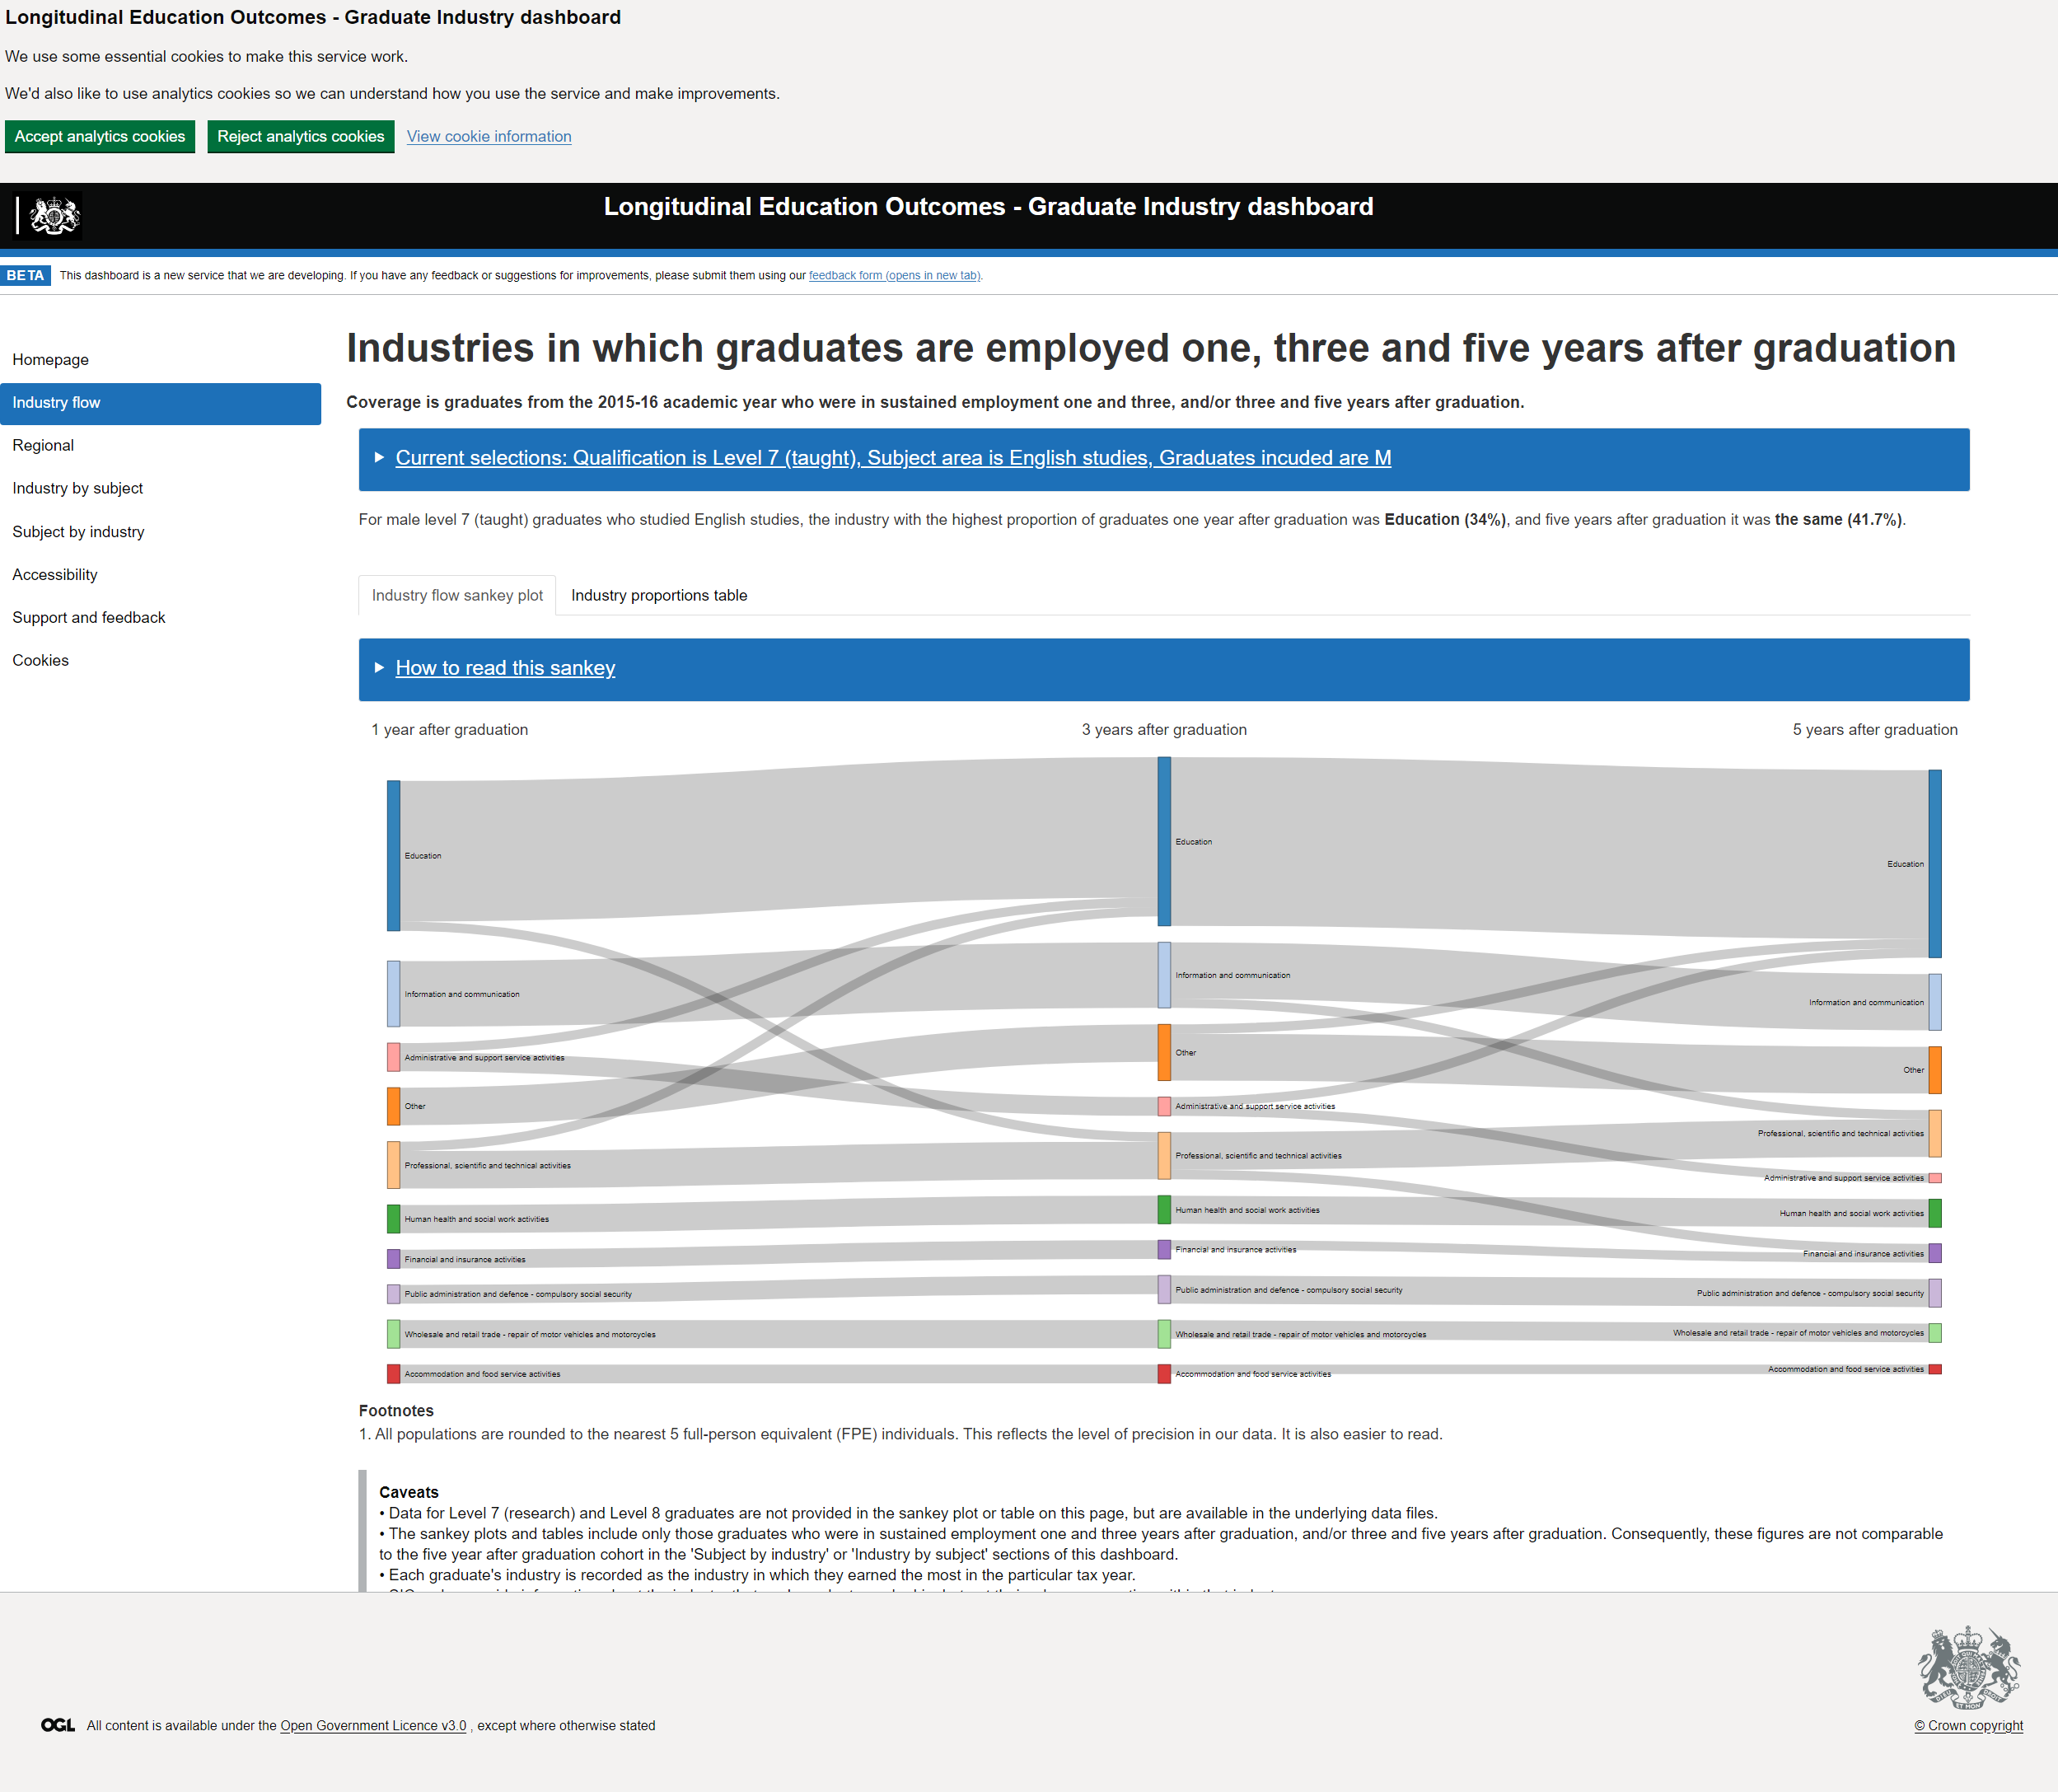 Longitudinal Education Outcomes - Graduate Industry dashboard
We use some essential cookies to make this service work.
We'd also like to use analytics cookies so we can understand how you use the service and make improvements.
Accept analytics cookies Reject analytics cookies View cookie information
Longitudinal Education Outcomes - Graduate Industry dashboard
BETA This dashboard is a new service that we are developing. If you have any feedback or suggestions for improvements, please submit them using our feedback form (opens in new tab).
Homepage
Industry flow
Regional
Industry by subject
Subject by industry
Accessibility
Support and feedback
Cookies
Industries in which graduates are employed one, three and five years after graduation
Coverage is graduates from the 2015-16 academic year who were in sustained employment one and three, and/or three and five years after graduation.
Current selections: Qualification is Level 7 (taught), Subject area is English studies, Graduates incuded are M
For male level 7 (taught) graduates who studied English studies, the industry with the highest proportion of graduates one year after graduation was Education (34%), and five years after graduation it was the same (41.7%).
Industry flow sankey plot Industry proportions table
How to read this sankey
1 year after graduation 3 years after graduation 5 years after graduation
Education
Information and communication
Administrative and support service activities
Other
Professional, scientific and technical activities
Human health and social work activities
Financial and insurance activities
Public administration and defence - compulsory social security
Wholesale and retail trade - repair of motor vehicles and motorcycles
Accommodation and food service activities
Education
Information and communication
Other
Administrative and support service activities
Professional, scientific and technical activities
Human health and social work activities
Financial and insurance activities
Public administration and defence - compulsory social security
Wholesale and retail trade - repair of motor vehicles and motorcycles
Accommodation and food service activities
Education
Information and communication
Other
Professional, scientific and technical activities
Administrative and support service activities
Human health and social work activities
Financial and insurance activities
Public administration and defence - compulsory social security
Wholesale and retail trade - repair of motor vehicles and motorcycles
Accommodation and food service activities
Footnotes
1. All populations are rounded to the nearest 5 full-person equivalent (FPE) individuals. This reflects the level of precision in our data. It is also easier to read.
Caveats
• Data for Level 7 (research) and Level 8 graduates are not provided in the sankey plot or table on this page, but are available in the underlying data files.
• The sankey plots and tables include only those graduates who were in sustained employment one and three years after graduation, and/or three and five years after graduation. Consequently, these figures are not comparable
to the five year after graduation cohort in the 'Subject by industry' or 'Industry by subject' sections of this dashboard.
• Each graduate's industry is recorded as the industry in which they earned the most in the particular tax year.
OGL All content is available under the Open Government Licence v3.0 , except where otherwise stated
© Crown copyright